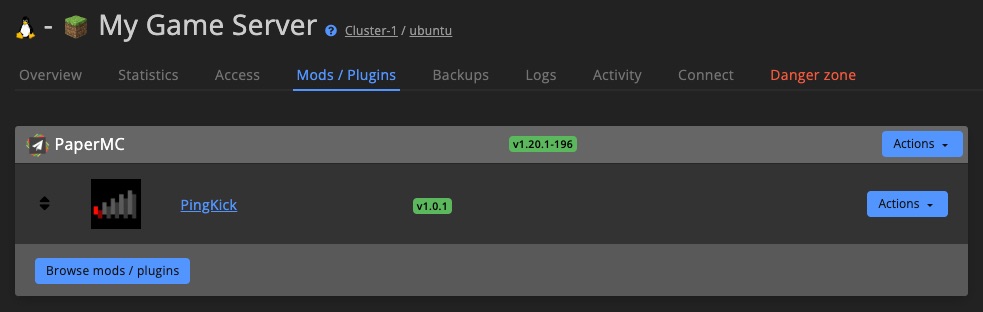 - My Game Server ? Cluster-1 / ubuntu
Overview Statistics Access Mods / Plugins Backups Logs Activity Connect Danger zone
PaperMC v1.20.1-196 Actions
PingKick v1.0.1 Actions
Browse mods / plugins